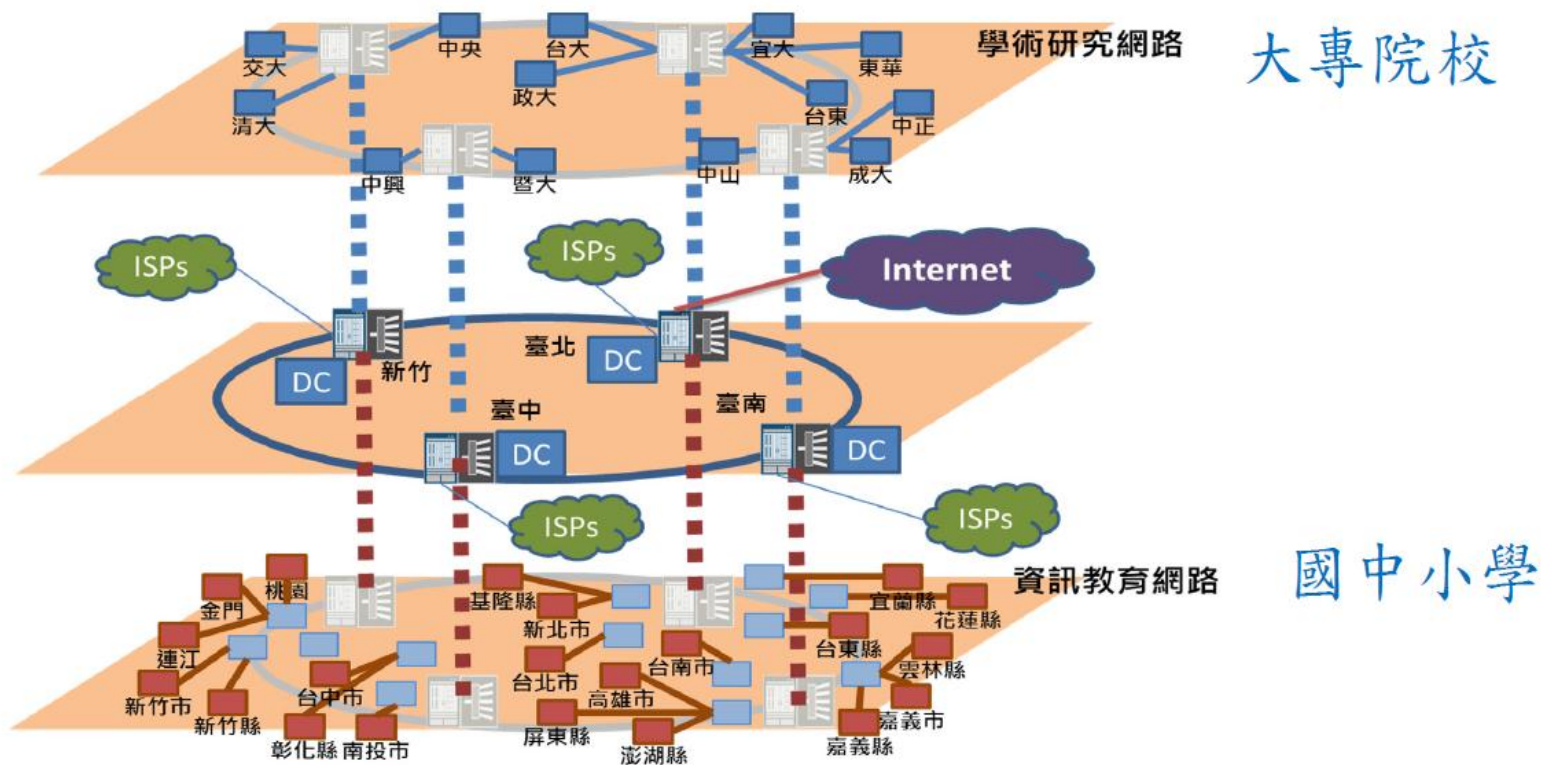 中央
台大
宜大
學術研究網路
大專院校
交大
東華
政大
清大
台東
中正
中興
暨大
中山
成大
ISPs
ISPs
Internet
臺北
DC
新竹
DC
臺中
臺南
DC
DC
ISPs
ISPs
資訊教育網路
國中小學
桃園
金門
基隆縣
宜蘭縣
花蓮縣
連江
新北市
台南市
台東縣
雲林縣
新竹市
台中市
台北市
高雄市
新竹縣
嘉義市
彰化縣
南投市
屏東縣
澎湖縣
嘉義縣